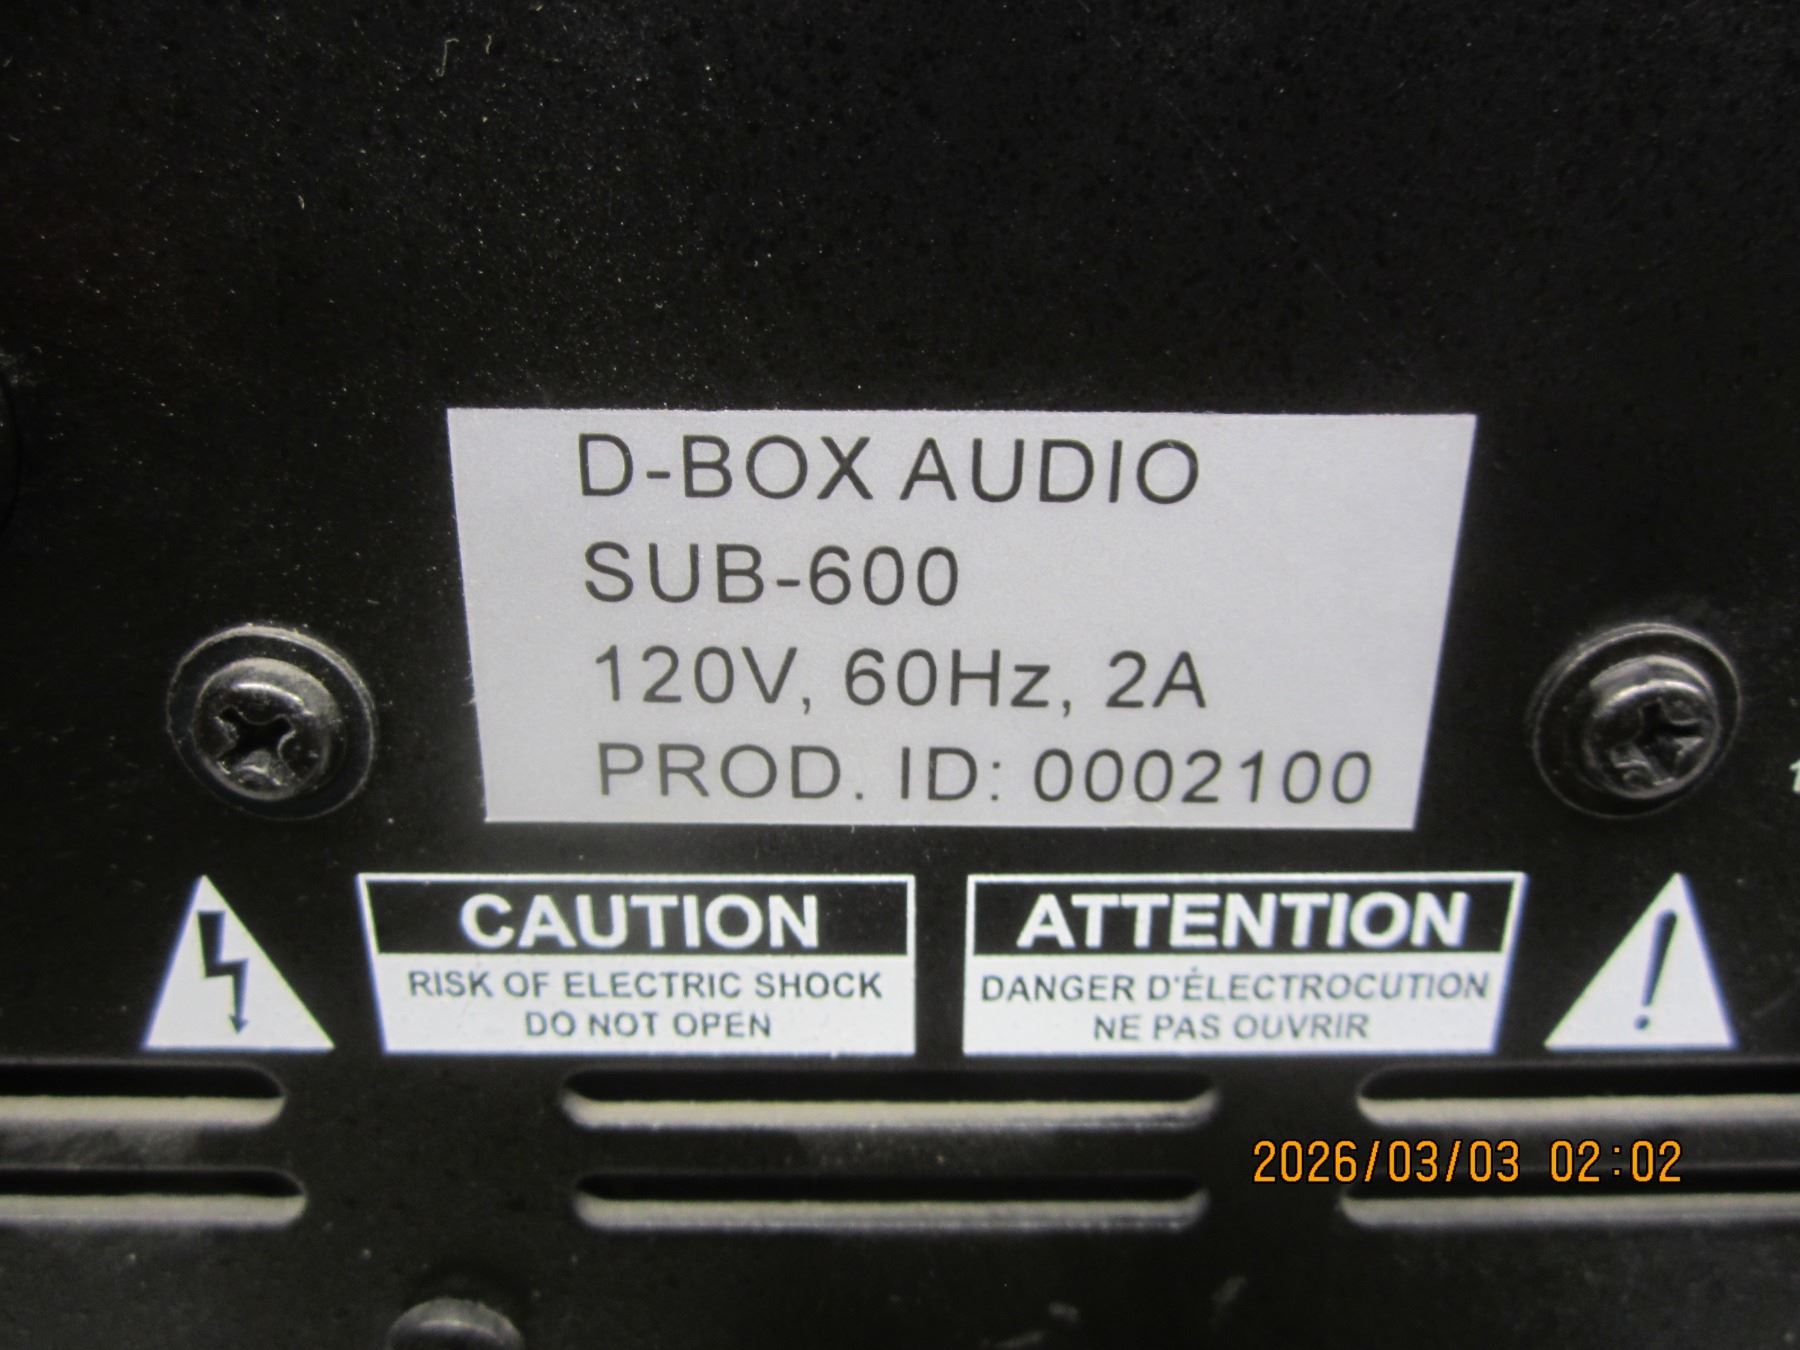 D-BOX AUDIO
SUB-600
120V, 60Hz, 2A
PROD. ID: 0002100
CAUTION
RISK OF ELECTRIC SHOCK
DO NOT OPEN
ATTENTION
DANGER D'ÉLECTROCUTION
NE PAS OUVRIR
2026/03/03 02:02